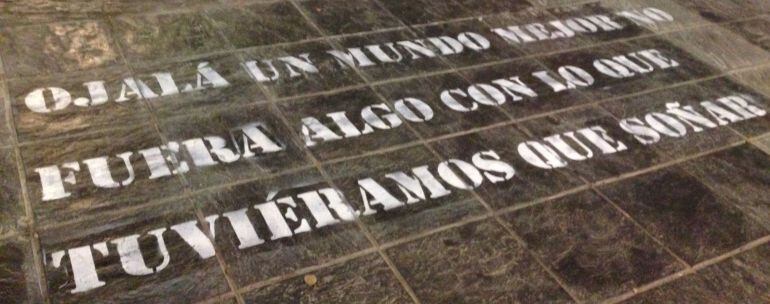 OJALÁ UN MUNDO MEJOR NO
FUERA ALGO CON LO QUE
TUVIÉRAMOS QUE SOÑAR